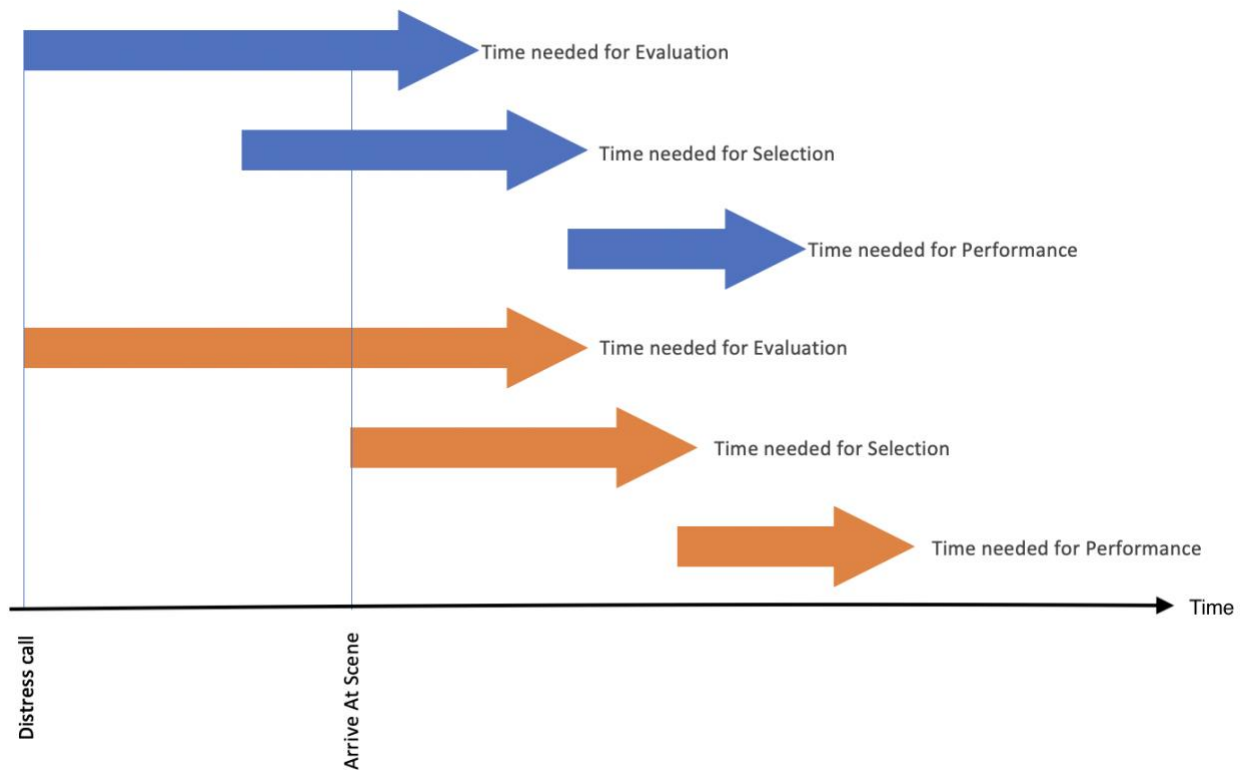 Time needed for Evaluation
Time needed for Selection
Time needed for Performance
Time needed for Evaluation
Time needed for Selection
Time needed for Performance
Time
Distress call
Arrive At Scene